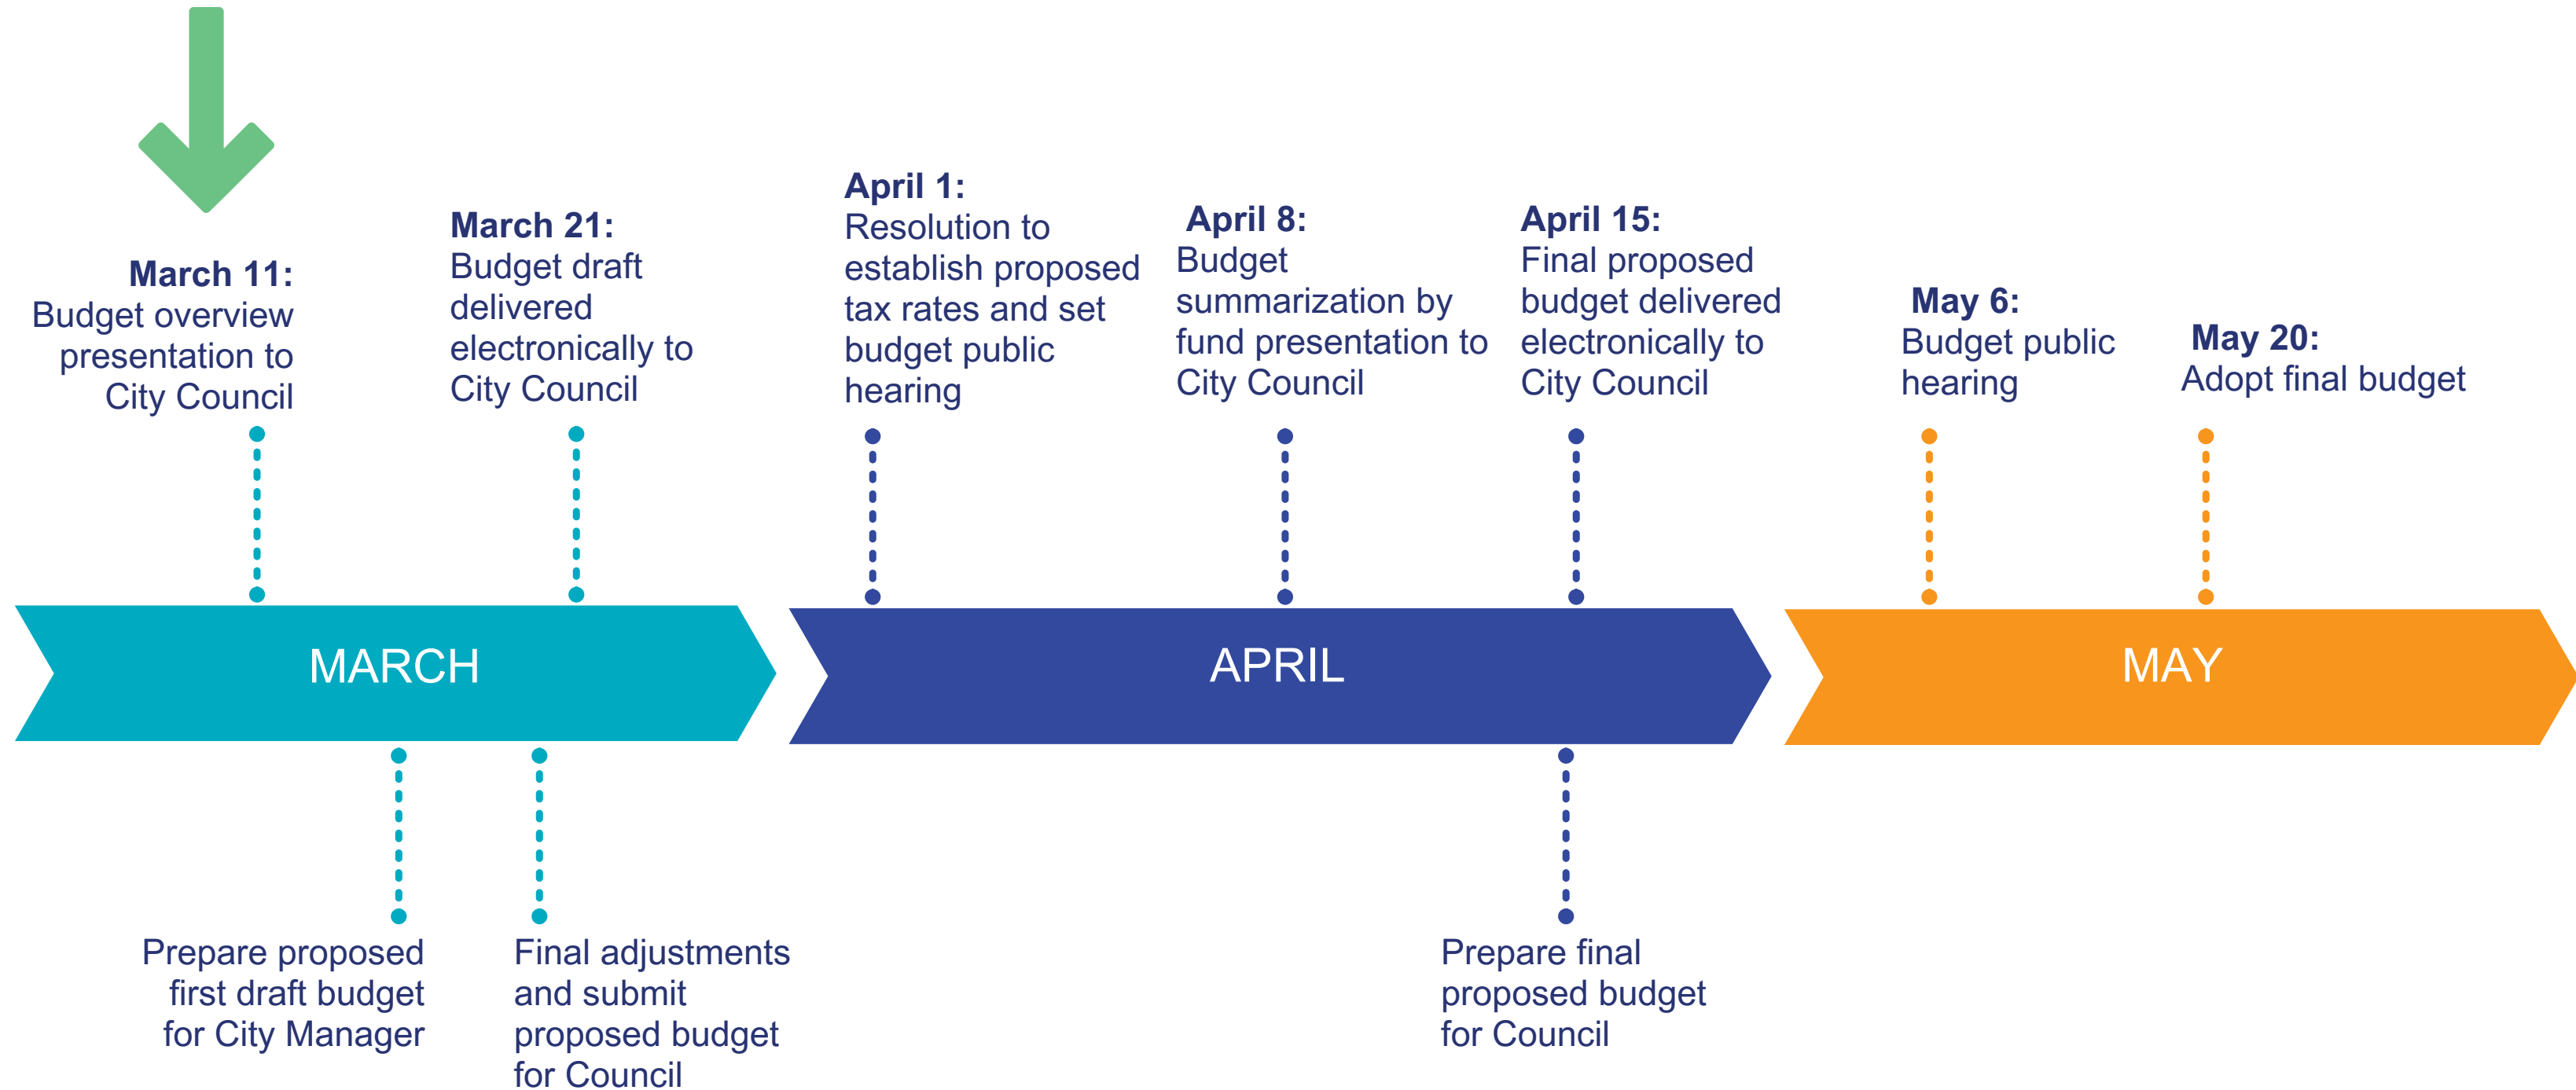 March 11:
Budget overview
presentation to
City Council
March 21:
Budget draft
delivered
electronically to
City Council
April 1:
Resolution to
establish proposed
tax rates and set
budget public
hearing
April 8:
Budget
summarization by
fund presentation to
City Council
April 15:
Final proposed
budget delivered
electronically to
City Council
May 6:
Budget public
hearing
May 20:
Adopt final budget
MARCH
APRIL
MAY
Prepare proposed
first draft budget
for City Manager
Final adjustments
and submit
proposed budget
for Council
Prepare final
proposed budget
for Council